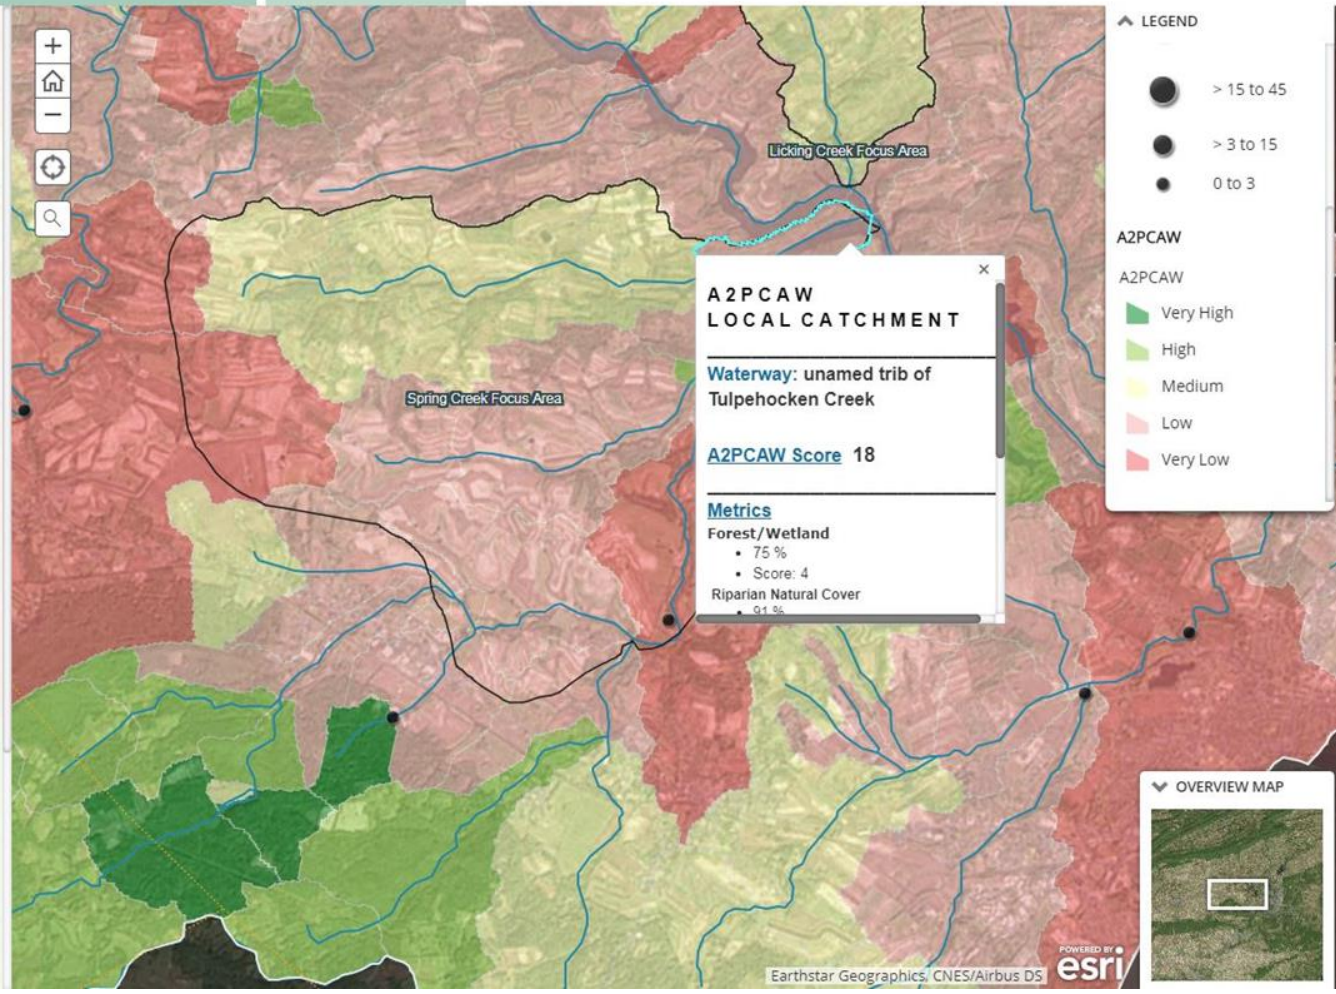 LEGEND
> 15 to 45
> 3 to 15
0 to 3
A2PCAW
A2PCAW
Very High
High
Medium
Low
Very Low
Licking Creek Focus Area
Spring Creek Focus Area
A2PCAW
LOCAL CATCHMENT
Waterway: unamed trib of
Tulpehocken Creek
A2PCAW Score 18
Metrics
Forest/Wetland
• 75 %
• Score: 4
Riparian Natural Cover
• 91 %
OVERVIEW MAP
POWERED BY
esri
Earthstar Geographics, CNES/Airbus DS